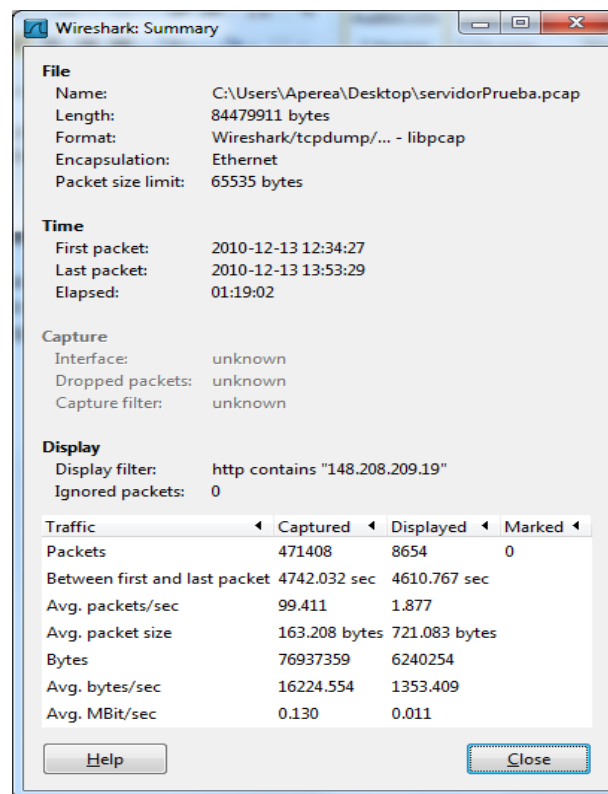 Wireshark: Summary
File
Name: C:\Users\Aperea\Desktop\servidorPrueba.pcap
Length: 84479911 bytes
Format: Wireshark/tcpdump/... - libpcap
Encapsulation: Ethernet
Packet size limit: 65535 bytes
Time
First packet: 2010-12-13 12:34:27
Last packet: 2010-12-13 13:53:29
Elapsed: 01:19:02
Capture
Interface: unknown
Dropped packets: unknown
Capture filter: unknown
Display
Display filter: http contains "148.208.209.19"
Ignored packets: 0
Traffic Captured Displayed Marked
Packets 471408 8654 0
Between first and last packet 4742.032 sec 4610.767 sec
Avg. packets/sec 99.411 1.877
Avg. packet size 163.208 bytes 721.083 bytes
Bytes 76937359 6240254
Avg. bytes/sec 16224.554 1353.409
Avg. MBit/sec 0.130 0.011
Help Close